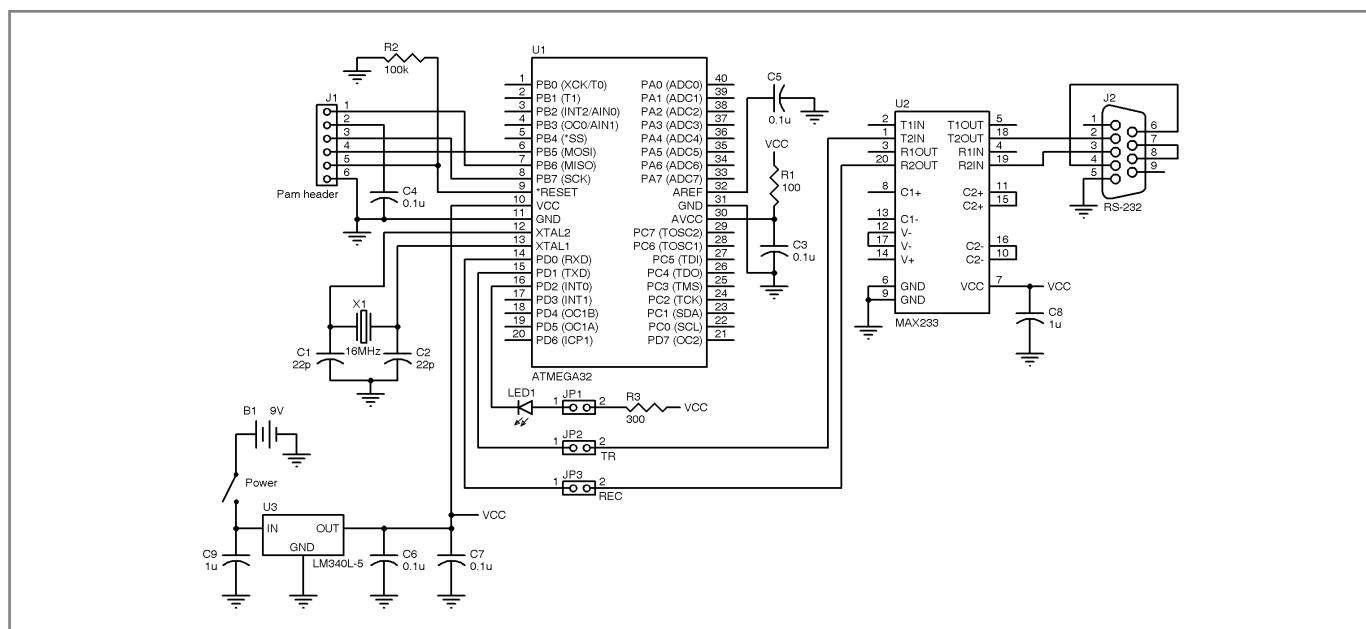 R2
100k
J1
1
2
3
4
5
6
Pam header
C4
0.1u
U1
1 PB0 (XCK/T0)
2 PB1 (T1)
3 PB2 (INT2/AIN0)
4 PB3 (OC0/AIN1)
5 PB4 (*SS)
6 PB5 (MOSI)
7 PB6 (MISO)
8 PB7 (SCK)
9 *RESET
10 VCC
11 GND
12 XTAL2
13 XTAL1
14 PD0 (RXD)
15 PD1 (TXD)
16 PD2 (INT0)
17 PD3 (INT1)
18 PD4 (OC1B)
19 PD5 (OC1A)
20 PD6 (ICP1)
PA0 (ADC0) 40
PA1 (ADC1) 39
PA2 (ADC2) 38
PA3 (ADC3) 37
PA4 (ADC4) 36
PA5 (ADC5) 35
PA6 (ADC6) 34
PA7 (ADC7) 33
AREF 32
GND 31
AVCC 30
PC7 (TOSC2) 29
PC6 (TOSC1) 28
PC5 (TDI) 27
PC4 (TDO) 26
PC3 (TMS) 25
PC2 (TCK) 24
PC1 (SDA) 23
PC0 (SCL) 22
PD7 (OC2) 21
ATMEGA32
C5
0.1u
VCC
R1
100
C3
0.1u
U2
2 T1IN
1 T2IN
3 R1OUT
20 R2OUT
8 C1+
13 C1-
12 V-
17 V-
14 V+
6 GND
9 GND
T1OUT 5
T2OUT 18
R1IN 4
R2IN 19
C2+ 11
C2+ 15
C2- 16
C2- 10
VCC 7
MAX233
VCC
C8
1u
J2
1
2
3
4
5
6
7
8
9
RS-232
X1
16MHz
C1
22p
C2
22p
LED1
1 JP1 2
R3
300
VCC
1 JP2 2
TR
1 JP3 2
REC
B1 9V
Power
U3
IN OUT
GND
LM340L-5
VCC
C9
1u
C6
0.1u
C7
0.1u